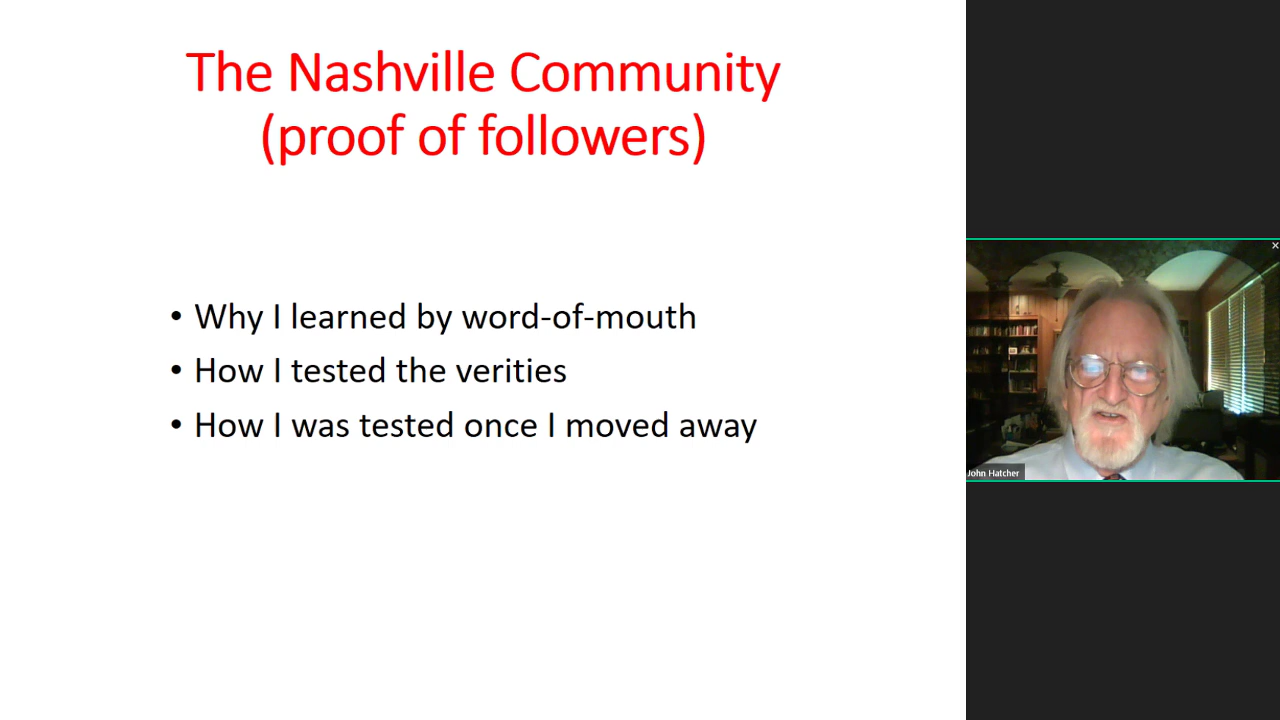 The Nashville Community
(proof of followers)
• Why I learned by word-of-mouth
• How I tested the verities
• How I was tested once I moved away
John Hatcher